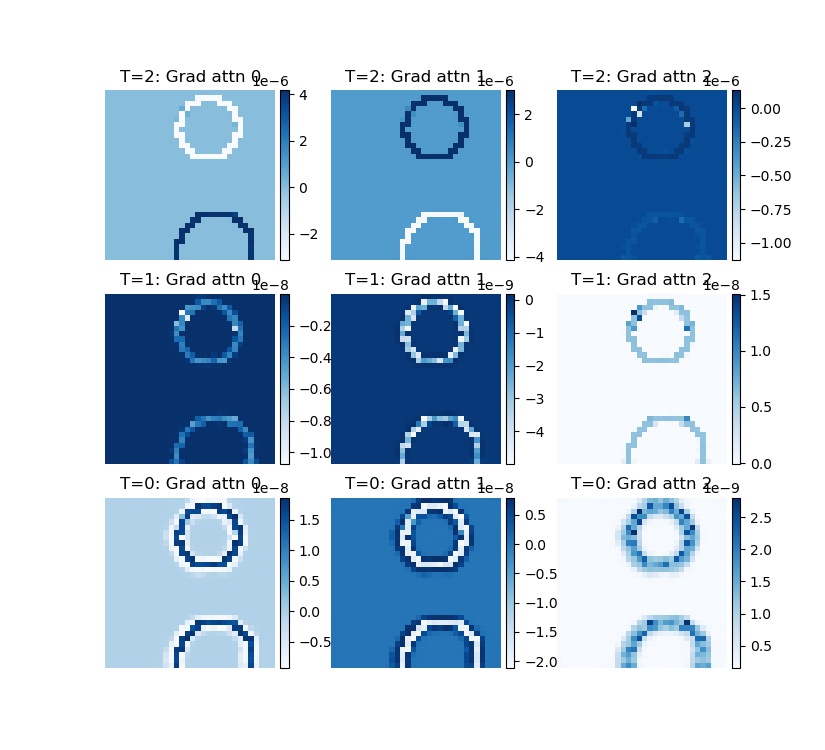 T=2: Grad attn 0
1e−6
T=2: Grad attn 1
1e−6
T=2: Grad attn 2
1e−6
4
2
0
−2
2
0
−2
−4
0.00
−0.25
−0.50
−0.75
−1.00
T=1: Grad attn 0
1e−8
T=1: Grad attn 1
1e−9
T=1: Grad attn 2
1e−8
−0.2
−0.4
−0.6
−0.8
−1.0
0
−1
−2
−3
−4
1.5
1.0
0.5
0.0
T=0: Grad attn 0
1e−8
T=0: Grad attn 1
1e−8
T=0: Grad attn 2
1e−9
1.5
1.0
0.5
0.0
−0.5
0.5
0.0
−0.5
−1.0
−1.5
−2.0
2.5
2.0
1.5
1.0
0.5